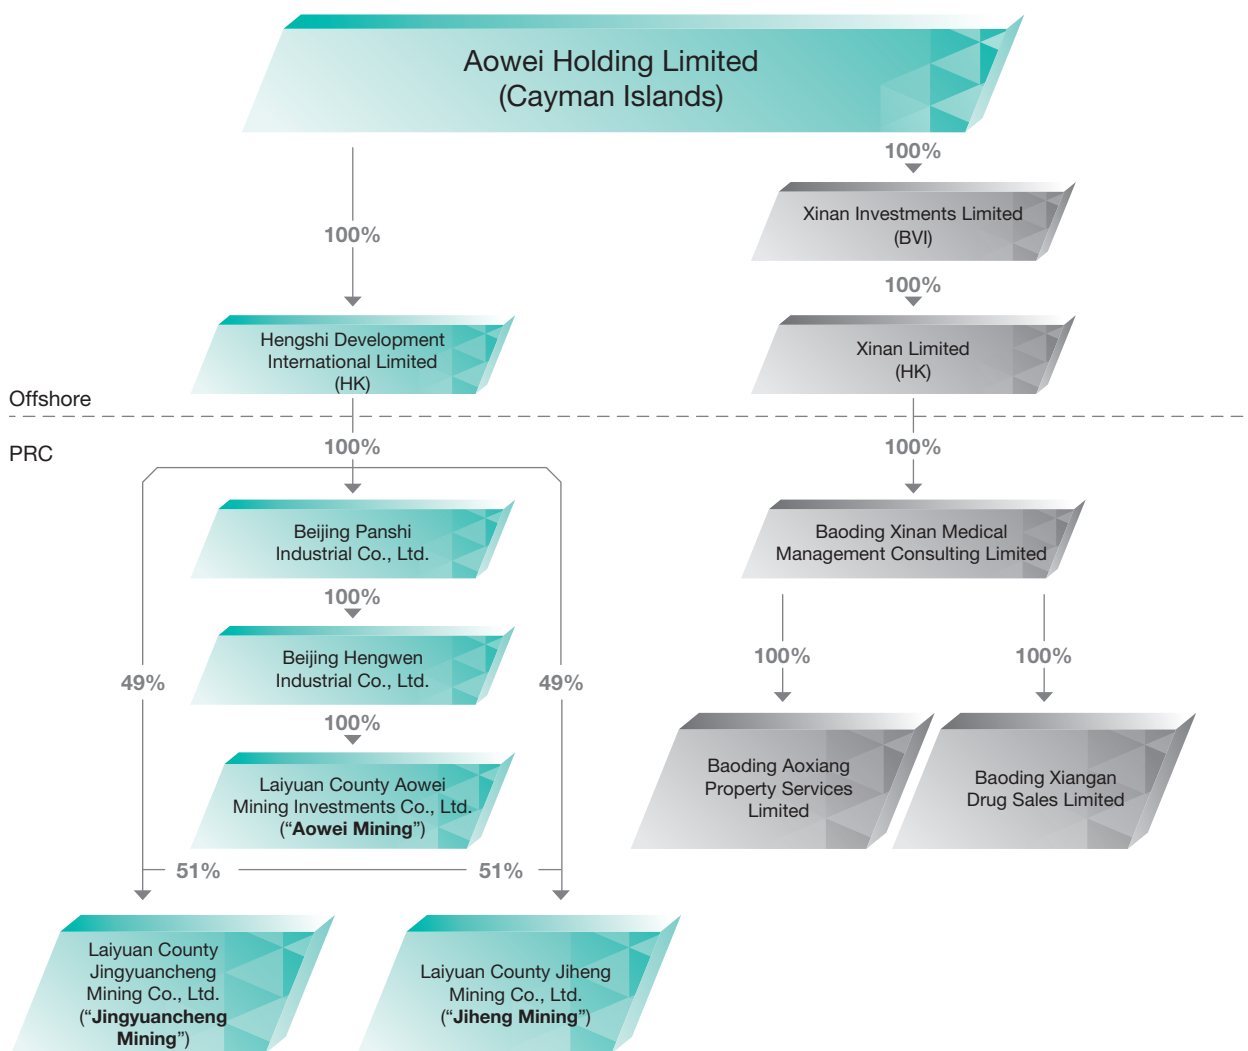 Aowei Holding Limited
(Cayman Islands)
100%
Xinan Investments Limited
(BVI)
100%
100%
Hengshi Development
International Limited
(HK)
Xinan Limited
(HK)
Offshore
PRC
100%
100%
Beijing Panshi
Industrial Co., Ltd.
Baoding Xinan Medical
Management Consulting Limited
100%
Beijing Hengwen
Industrial Co., Ltd.
100%
100%
49%
49%
100%
Laiyuan County Aowei
Mining Investments Co., Ltd.
(“Aowei Mining”)
Baoding Aoxiang
Property Services
Limited
Baoding Xiangan
Drug Sales Limited
51%
51%
Laiyuan County
Jingyuancheng
Mining Co., Ltd.
(“Jingyuancheng
Mining”)
Laiyuan County Jiheng
Mining Co., Ltd.
(“Jiheng Mining”)